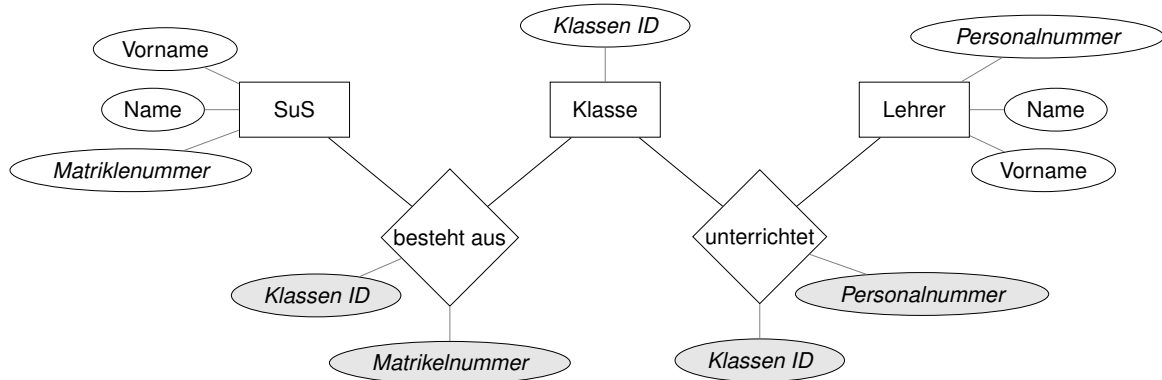 Klassen ID
Vorname
Personalnummer
SuS
Klasse
Lehrer
Name
Name
Matriklenummer
Vorname
besteht aus
unterrichtet
Klassen ID
Personalnummer
Matrikelnummer
Klassen ID